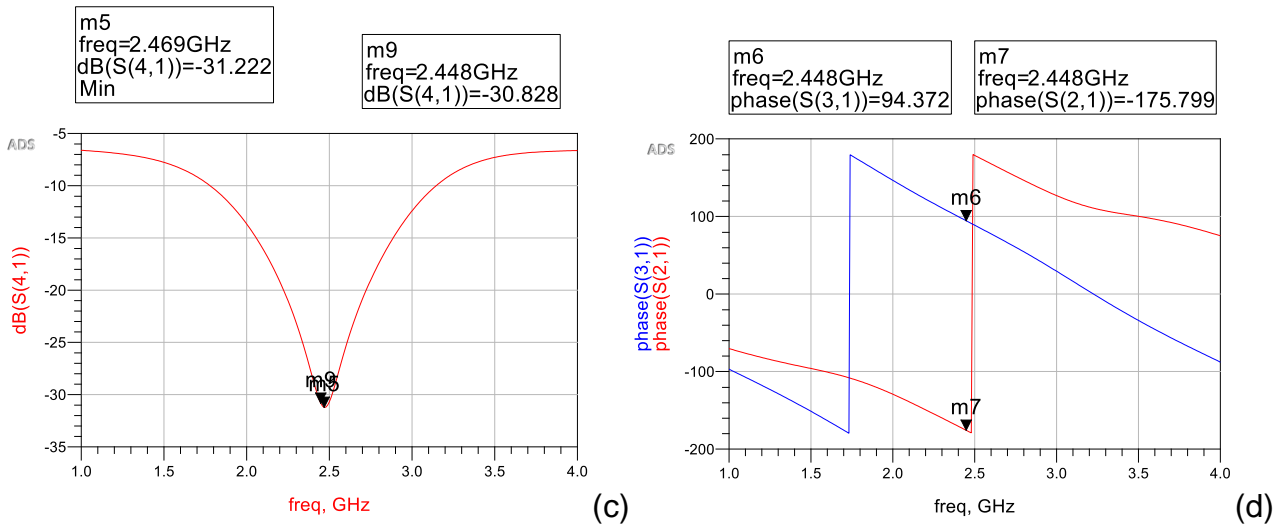 m5
freq=2.469GHz
dB(S(4,1))=-31.222
Min
m9
freq=2.448GHz
dB(S(4,1))=-30.828
ADS
dB(S(4,1))
-5
-10
-15
-20
-25
-30
-35
m9
m5
1.0 1.5 2.0 2.5 3.0 3.5 4.0
freq, GHz
(c)
m6
freq=2.448GHz
phase(S(3,1))=94.372
m7
freq=2.448GHz
phase(S(2,1))=-175.799
ADS
phase(S(3,1))
phase(S(2,1))
200
100
0
-100
-200
m6
m7
1.0 1.5 2.0 2.5 3.0 3.5 4.0
freq, GHz
(d)